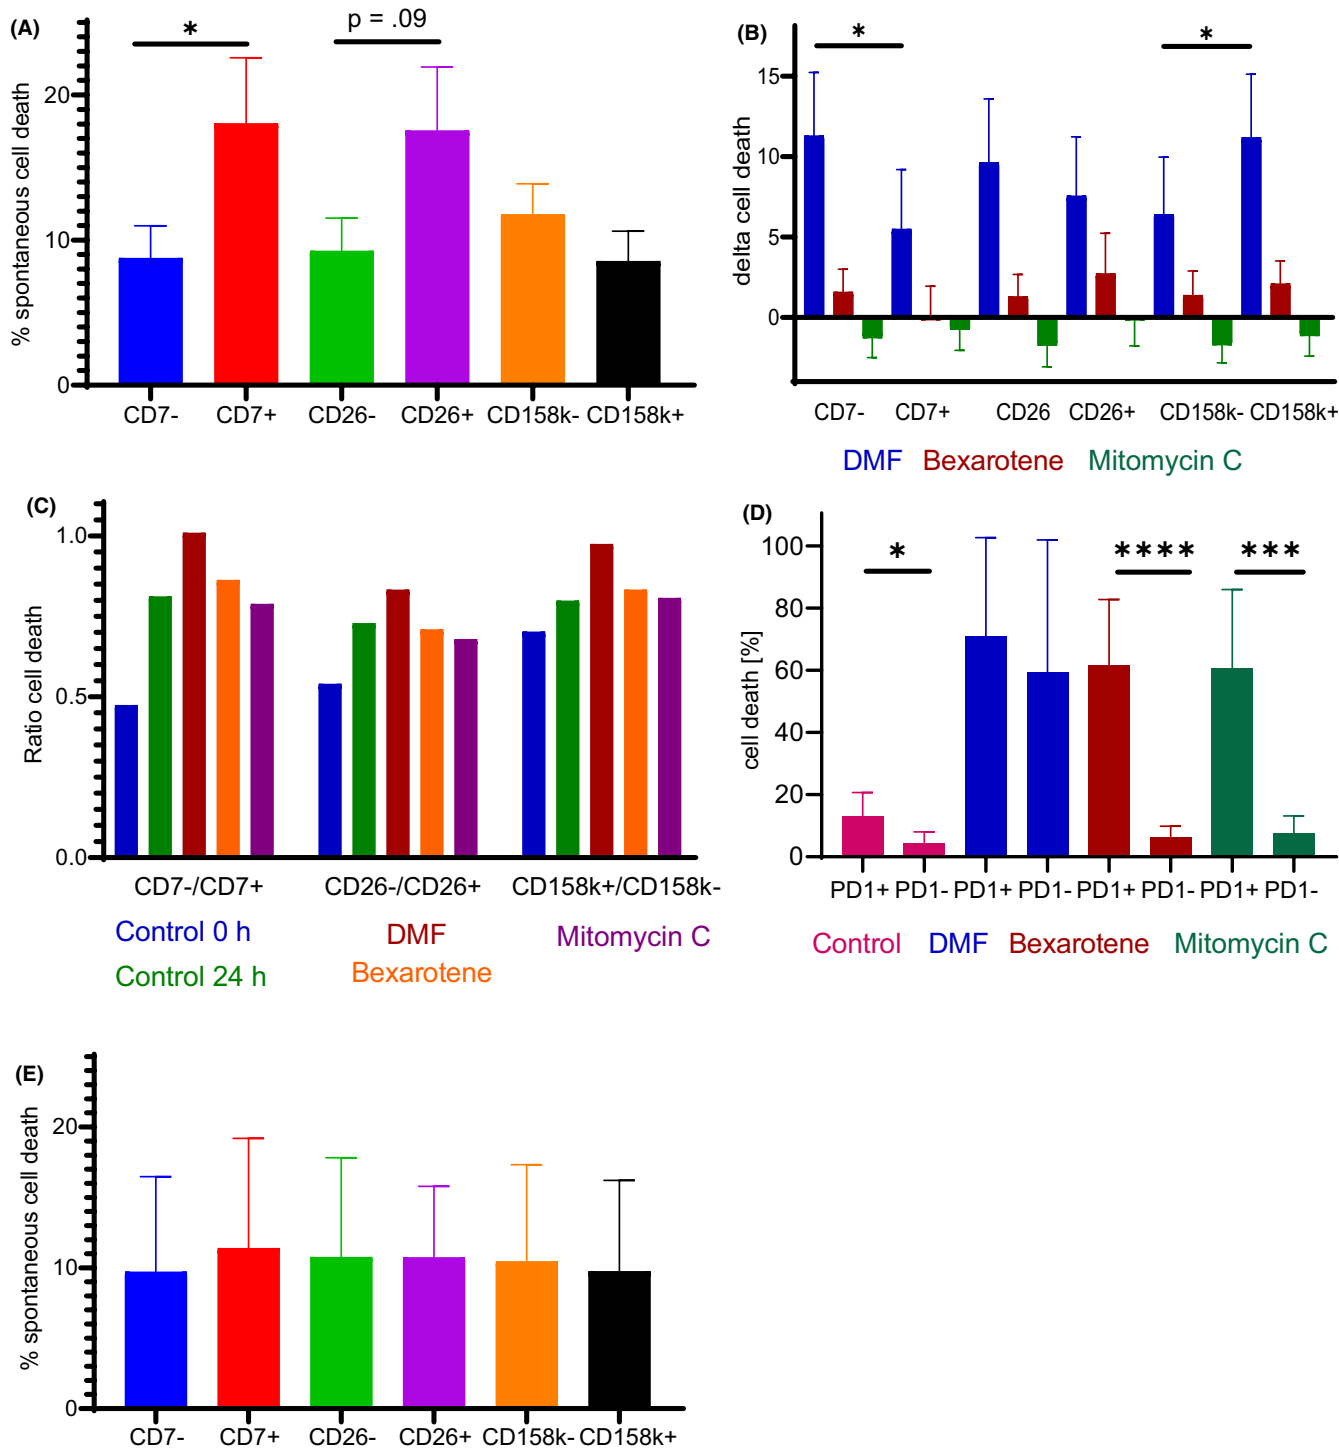 (A)
% spontaneous cell death
20
10
0
* p = .09
CD7- CD7+ CD26- CD26+ CD158k- CD158k+
(B)
delta cell death
15
10
5
0
* *
CD7- CD7+ CD26 CD26+ CD158k- CD158k+
DMF Bexarotene Mitomycin C
(C)
Ratio cell death
1.0
0.5
0.0
CD7-/CD7+ CD26-/CD26+ CD158k+/CD158k-
Control 0 h DMF Mitomycin C
Control 24 h Bexarotene
(D)
cell death [%]
100
80
60
40
20
0
* **** ***
PD1+ PD1- PD1+ PD1- PD1+ PD1- PD1+ PD1-
Control DMF Bexarotene Mitomycin C
(E)
% spontaneous cell death
20
10
0
CD7- CD7+ CD26- CD26+ CD158k- CD158k+